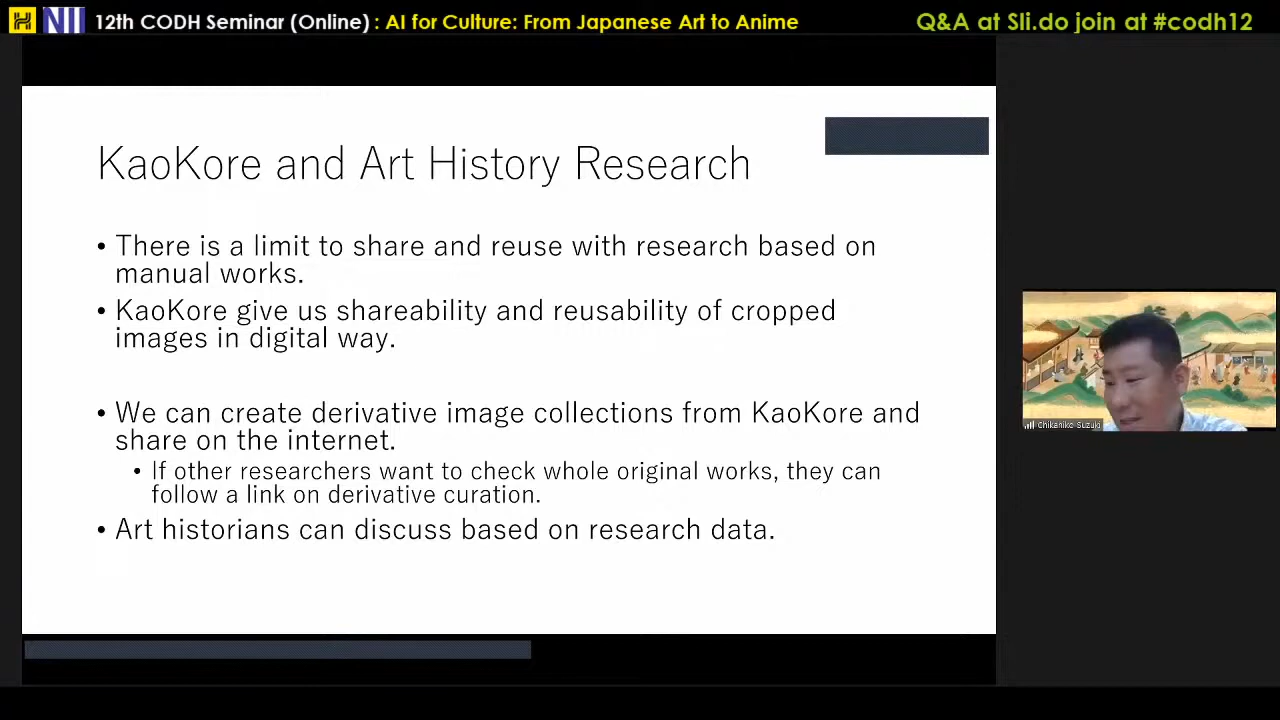 NII 12th CODH Seminar (Online) : AI for Culture: From Japanese Art to Anime
Q&A at Sli.do join at #codh12
KaoKore and Art History Research
• There is a limit to share and reuse with research based on
manual works.
• KaoKore give us shareability and reusability of cropped
images in digital way.
• We can create derivative image collections from KaoKore and
share on the internet.
• If other researchers want to check whole original works, they can
follow a link on derivative curation.
• Art historians can discuss based on research data.
Chikahiko Suzuki